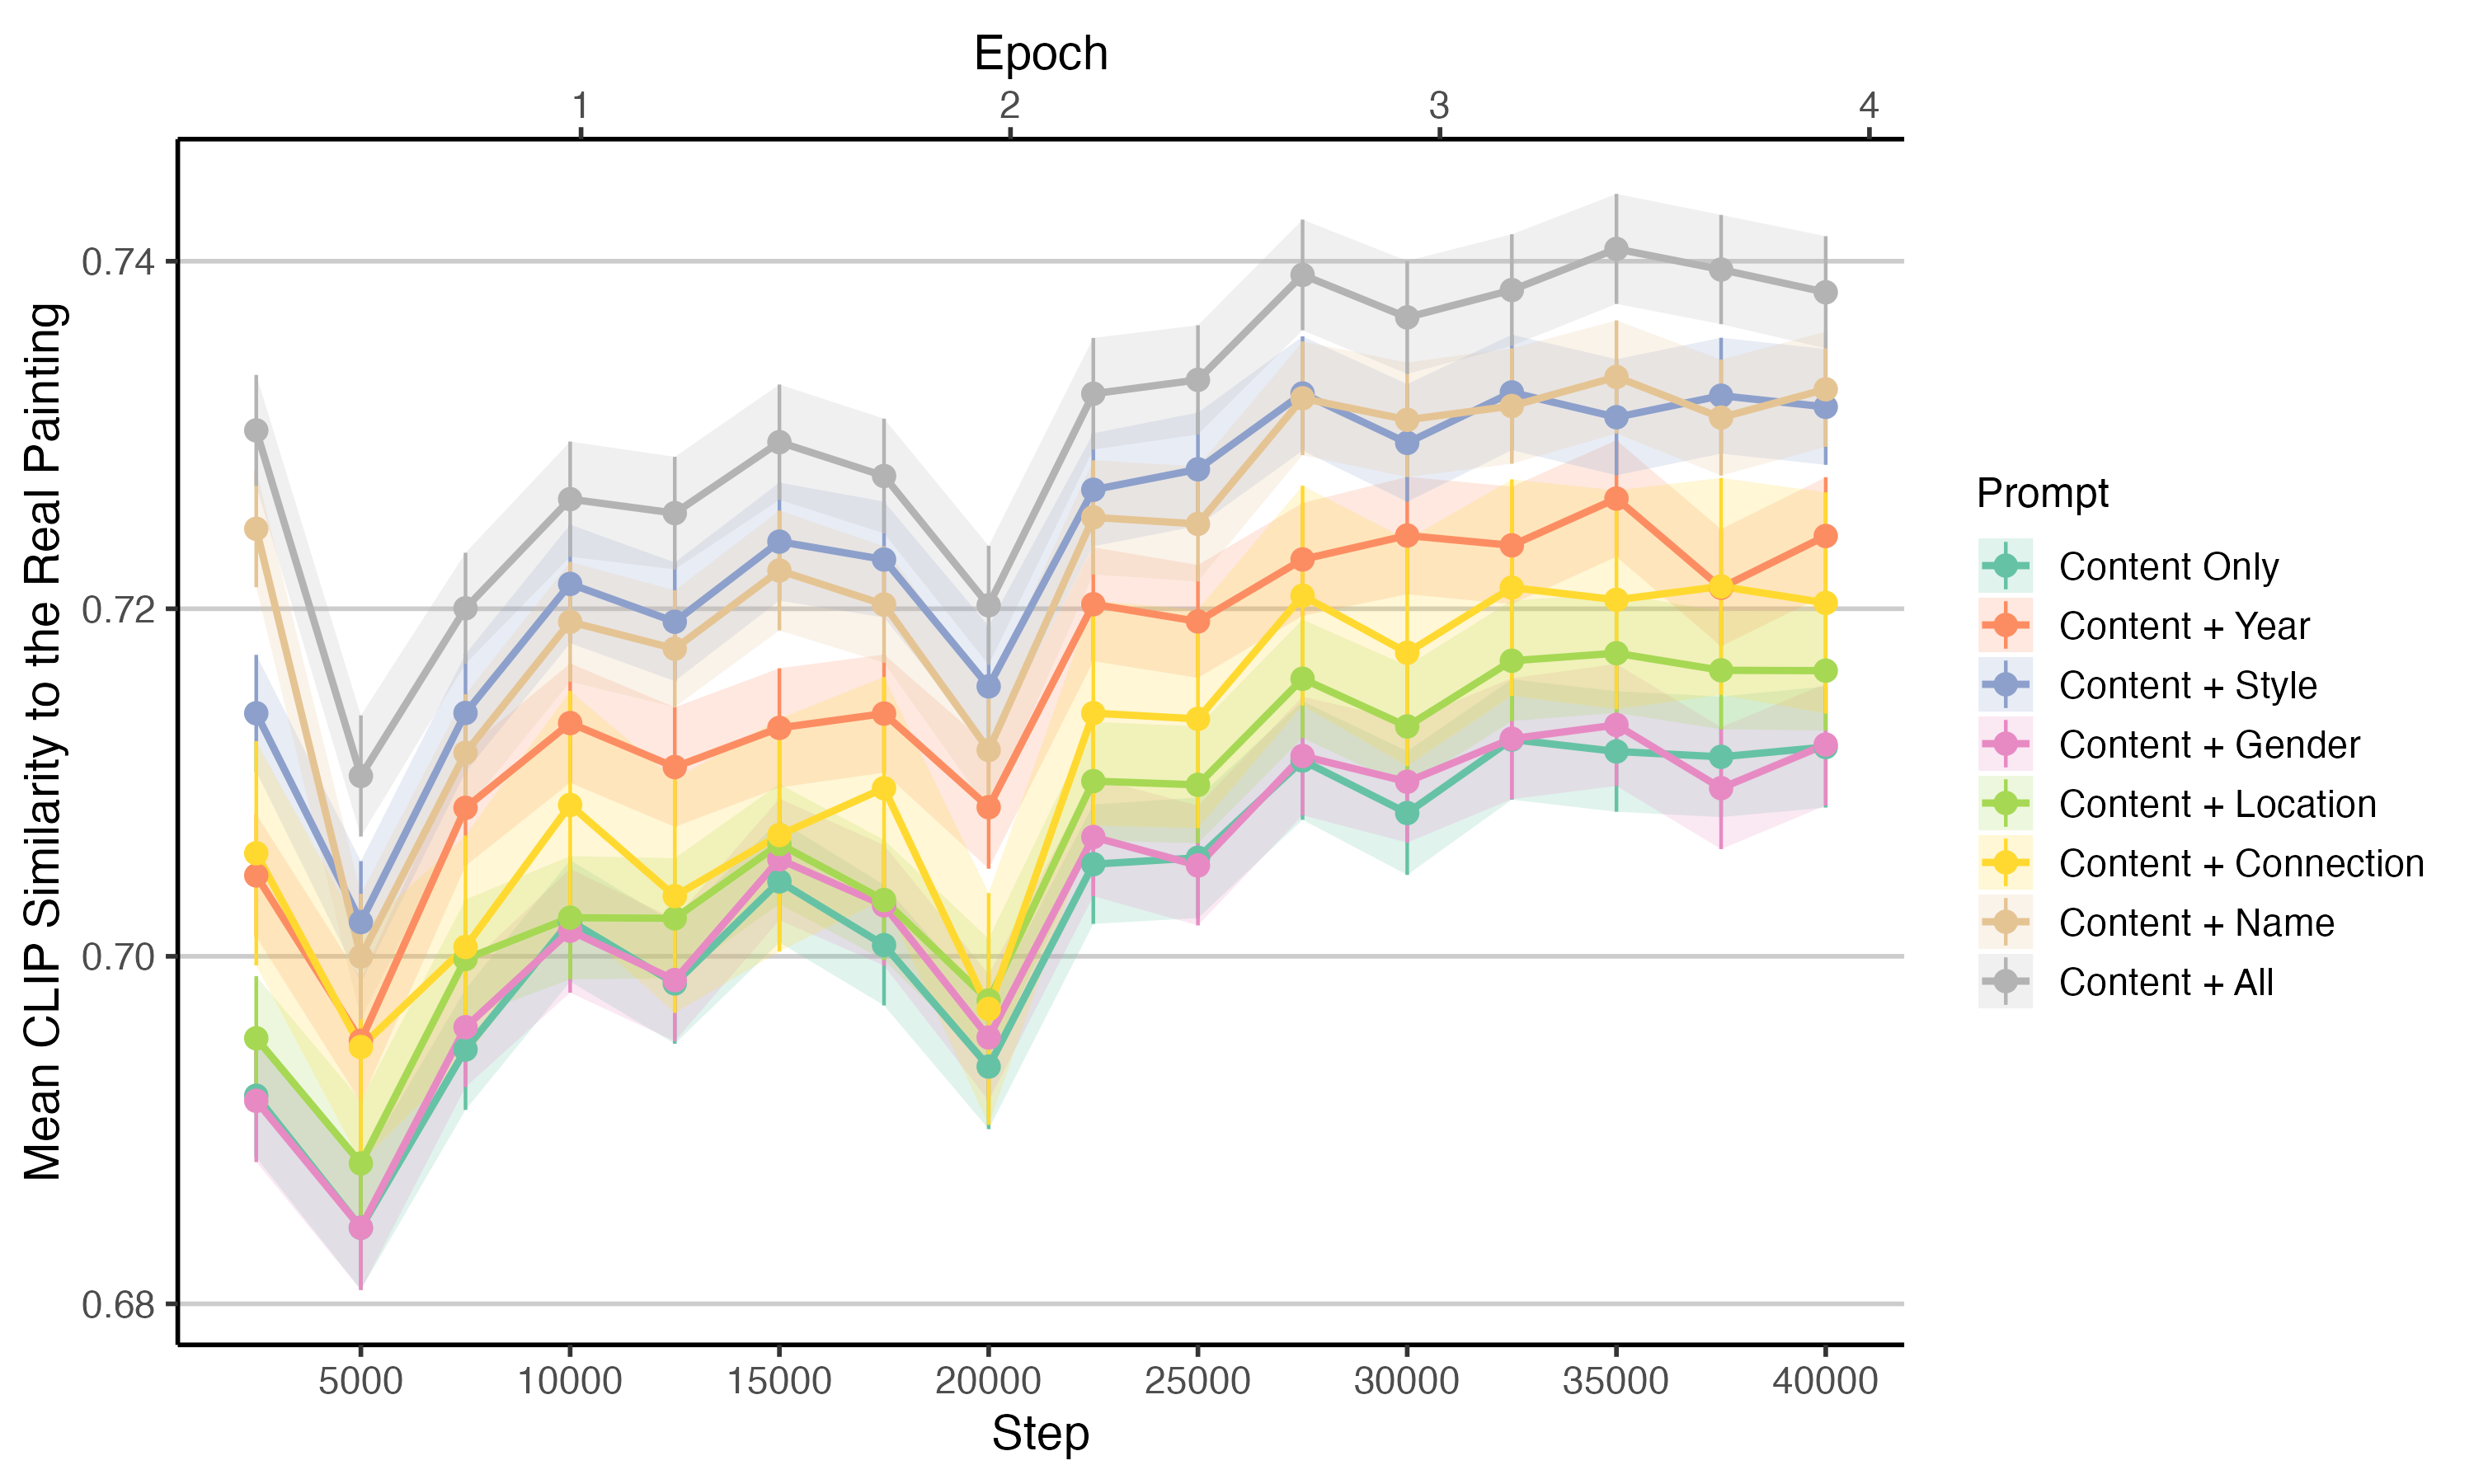 Epoch
1 2 3 4
Mean CLIP Similarity to the Real Painting
0.74
0.72
0.70
0.68
5000 10000 15000 20000 25000 30000 35000 40000
Step
Prompt
Content Only
Content + Year
Content + Style
Content + Gender
Content + Location
Content + Connection
Content + Name
Content + All